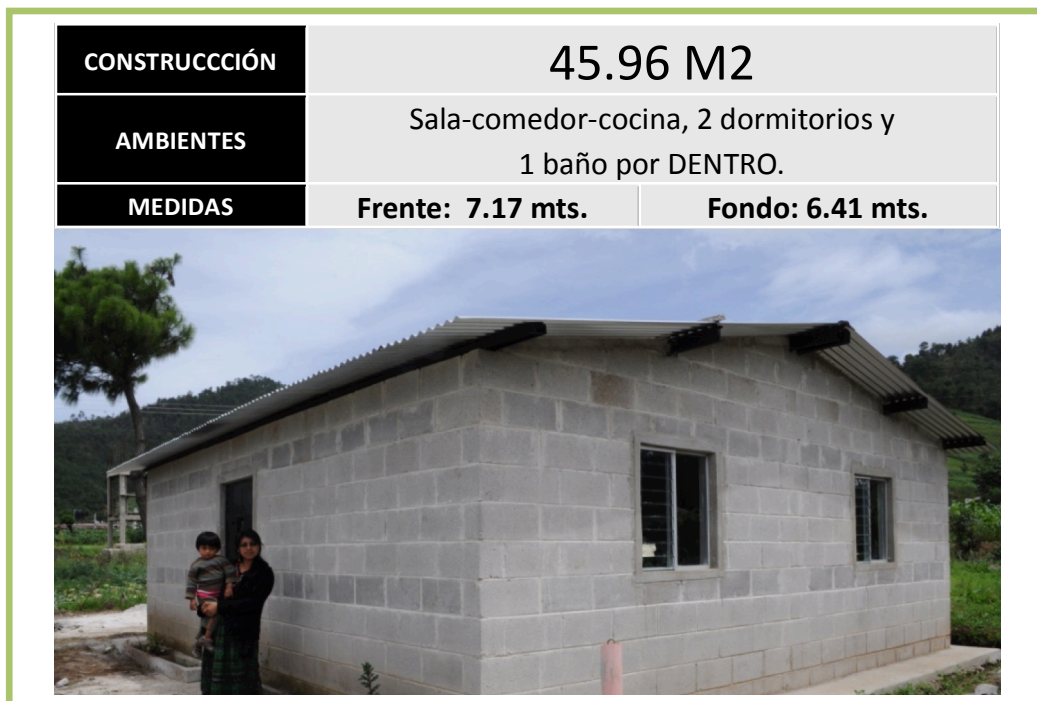 CONSTRUCCCIÓN 45.96 M2
AMBIENTES Sala-comedor-cocina, 2 dormitorios y
1 baño por DENTRO.
MEDIDAS Frente: 7.17 mts. Fondo: 6.41 mts.